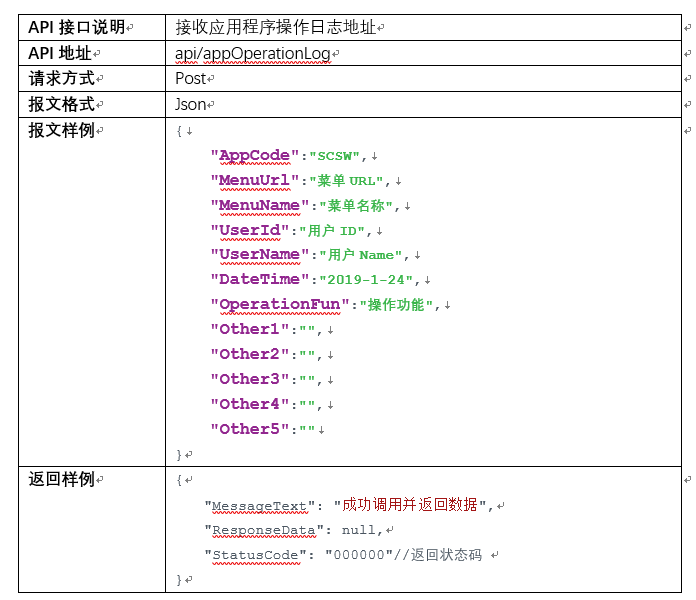 API 接口说明 接收应用程序操作日志地址
API 地址 api/appOperationLog
请求方式 Post
报文格式 Json
报文样例 {
"AppCode":"SCSW",
"MenuUrl":"菜单 URL",
"MenuName":"菜单名称",
"UserId":"用户 ID",
"UserName":"用户 Name",
"DateTime":"2019-1-24",
"OperationFun":"操作功能",
"Other1":"",
"Other2":"",
"Other3":"",
"Other4":"",
"Other5":""
}
返回样例 {
"MessageText": "成功调用并返回数据",
"ResponseData": null,
"StatusCode": "000000"//返回状态码
}